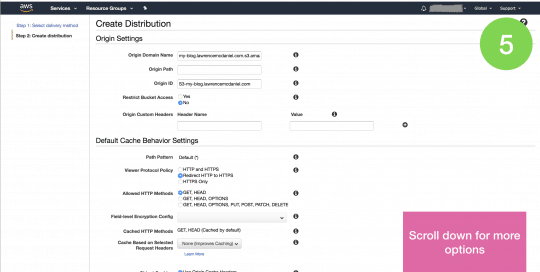 aws Services Resource Groups Global Support
Step 1: Select delivery method
Step 2: Create distribution
Create Distribution
5
Origin Settings
Origin Domain Name my-blog.lawrencemcdaniel.com.s3.ama
Origin Path
Origin ID S3-my-blog.lawrencemcdaniel.com
Restrict Bucket Access Yes
No
Origin Custom Headers Header Name Value
Default Cache Behavior Settings
Path Pattern Default (*)
Viewer Protocol Policy HTTP and HTTPS
Redirect HTTP to HTTPS
HTTPS Only
Allowed HTTP Methods GET, HEAD
GET, HEAD, OPTIONS
GET, HEAD, OPTIONS, PUT, POST, PATCH, DELETE
Field-level Encryption Config
Cached HTTP Methods GET, HEAD (Cached by default)
Cache Based on Selected
Request Headers None (Improves Caching)
Learn More
Use Origin Cache Headers
Scroll down for more
options